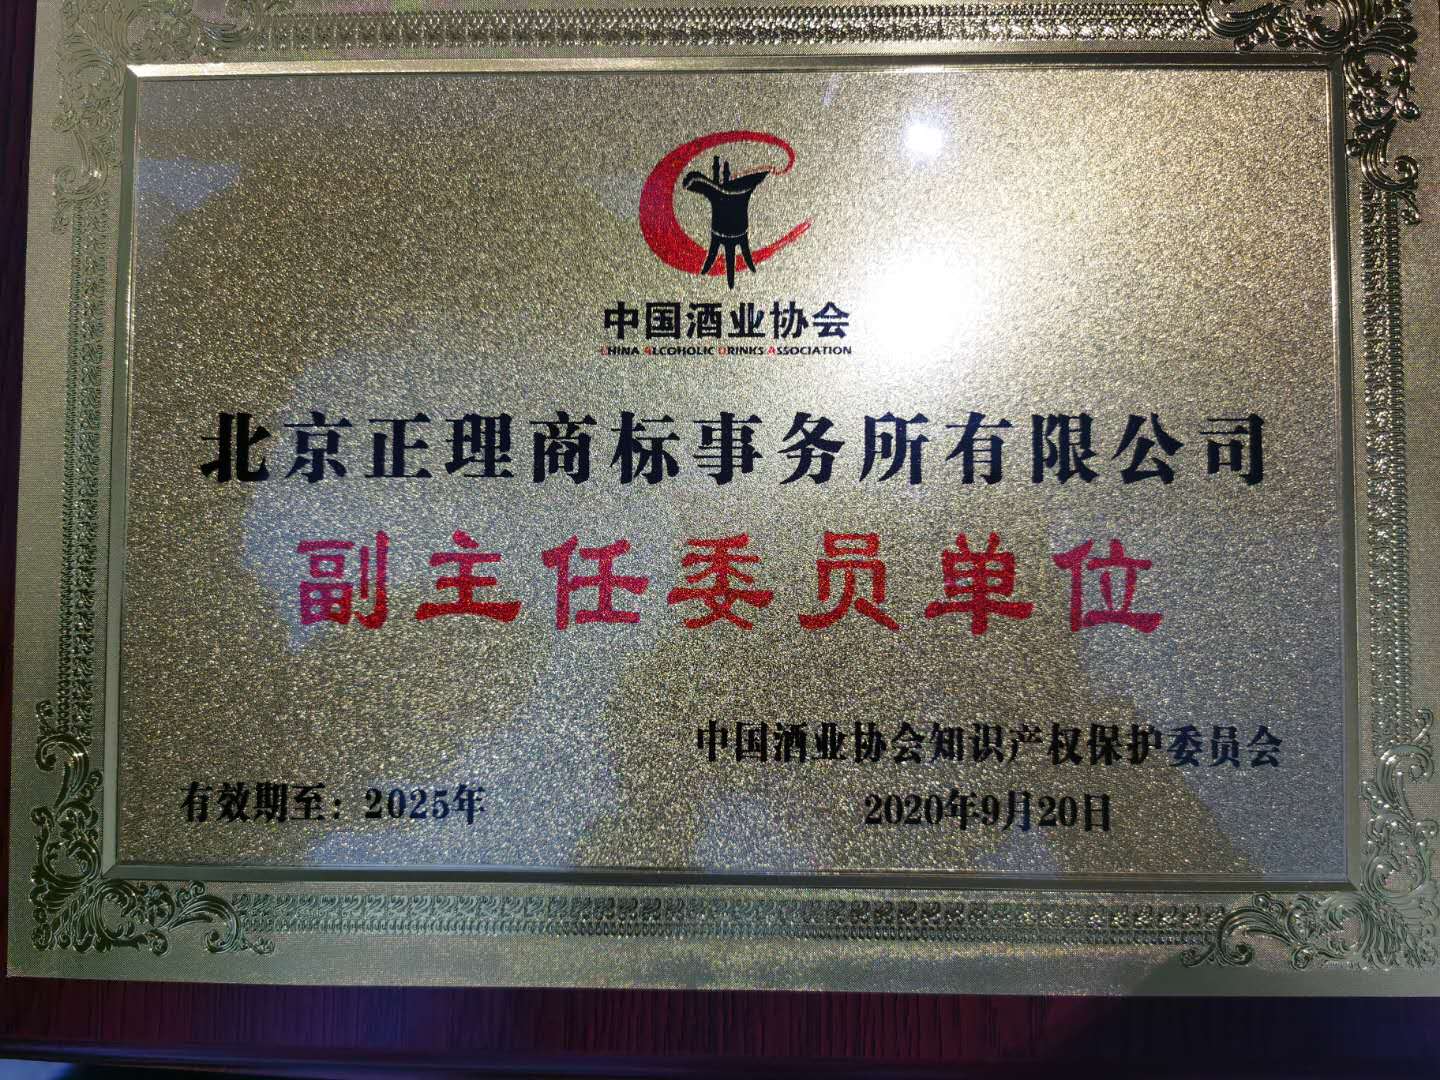 中国酒业协会
CHINA ALCOHOLIC DRINKS ASSOCIATION
北京正理商标事务所有限公司
副主任委员单位
中国酒业协会知识产权保护委员会
有效期至：2025年
2020年9月20日